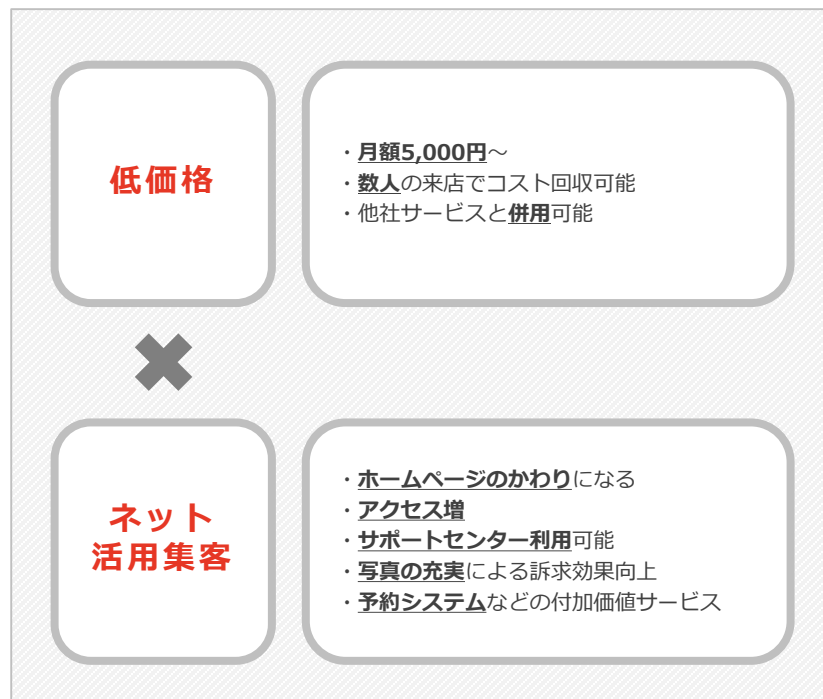 低価格
・月額5,000円～
・数人の来店でコスト回収可能
・他社サービスと併用可能
ネット
活用集客
・ホームページのかわりになる
・アクセス増
・サポートセンター利用可能
・写真の充実による訴求効果向上
・予約システムなどの付加価値サービス